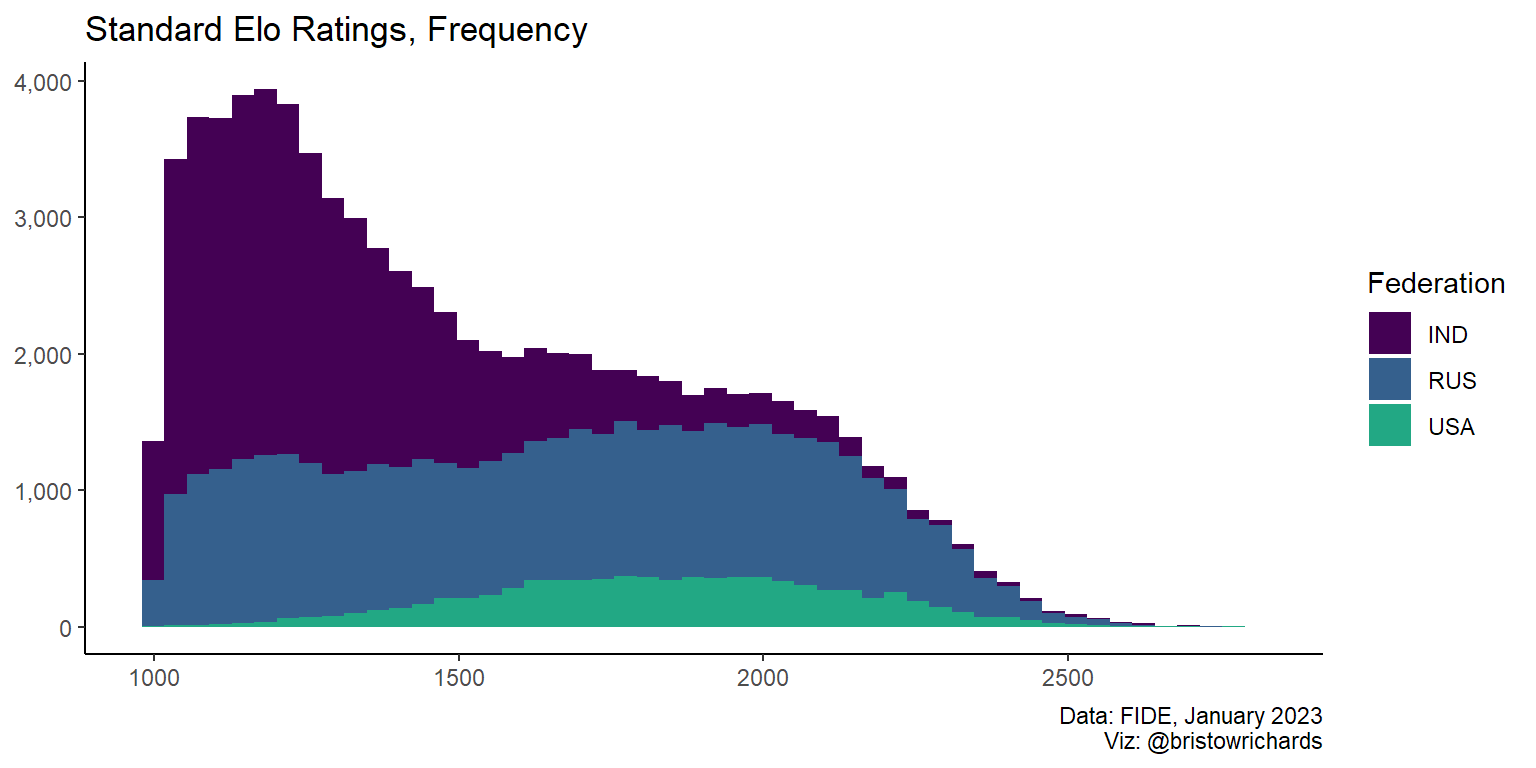 Standard Elo Ratings, Frequency
4,000
3,000
2,000
1,000
0
1000
1500
2000
2500
Federation
IND
RUS
USA
Data: FIDE, January 2023
Viz: @bristowrichards